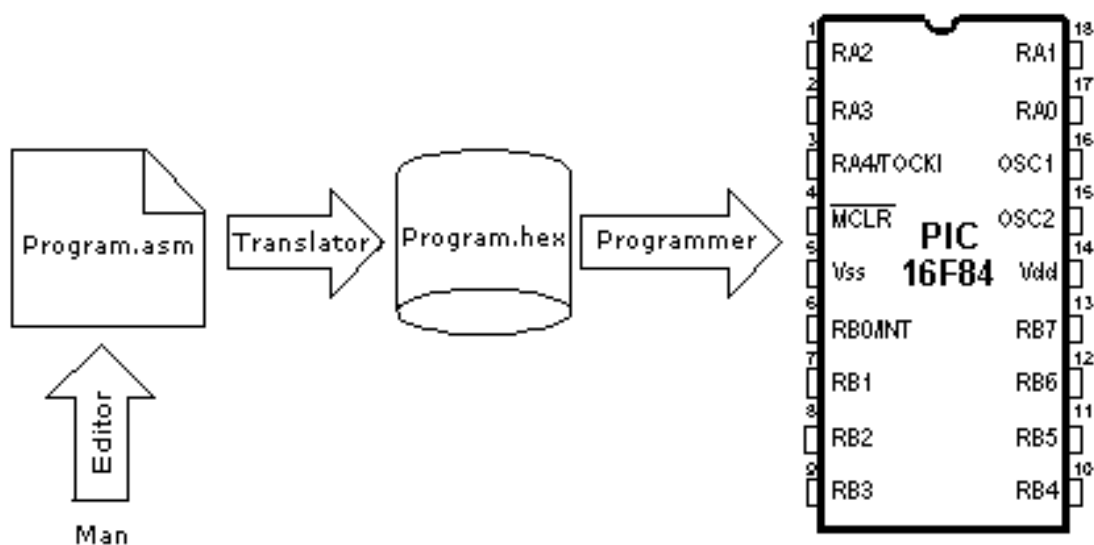 Program.asm
Editor
Man
Translator
Program.hex
Programmer
PIC
16F84
1 RA2
2 RA3
3 RA4/TOCKI
4 MCLR
5 Vss
6 RB0/INT
7 RB1
8 RB2
9 RB3
18 RA1
17 RA0
16 OSC1
15 OSC2
14 Vdd
13 RB7
12 RB6
11 RB5
10 RB4